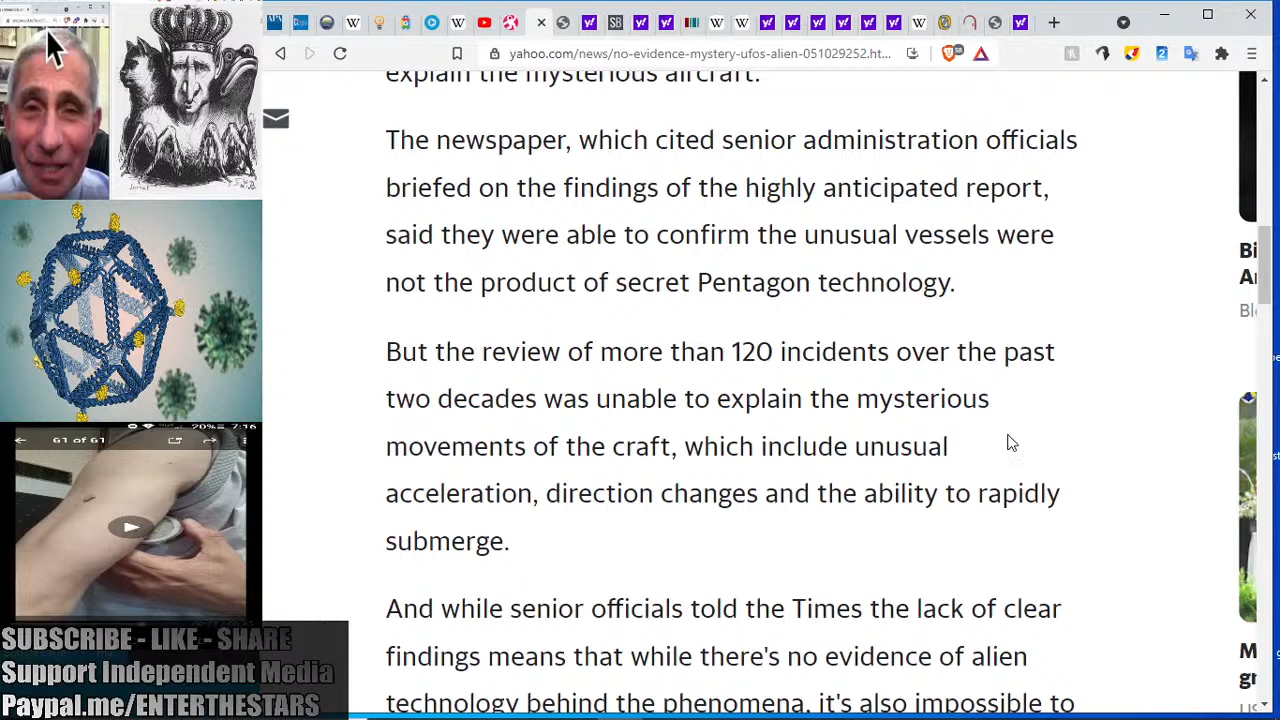 yahoo.com/news/no-evidence-mystery-ufos-alien-051029252.ht...
explain the mysterious aircraft.
The newspaper, which cited senior administration officials
briefed on the findings of the highly anticipated report,
said they were able to confirm the unusual vessels were
not the product of secret Pentagon technology.
But the review of more than 120 incidents over the past
two decades was unable to explain the mysterious
movements of the craft, which include unusual
acceleration, direction changes and the ability to rapidly
submerge.
And while senior officials told the Times the lack of clear
findings means that while there's no evidence of alien
technology behind the phenomena, it's also impossible to
Bi
Bl
M
20% 7:16
61 of 61
SUBSCRIBE - LIKE - SHARE
Support Independent Media
Paypal.me/ENTERTHESTARS